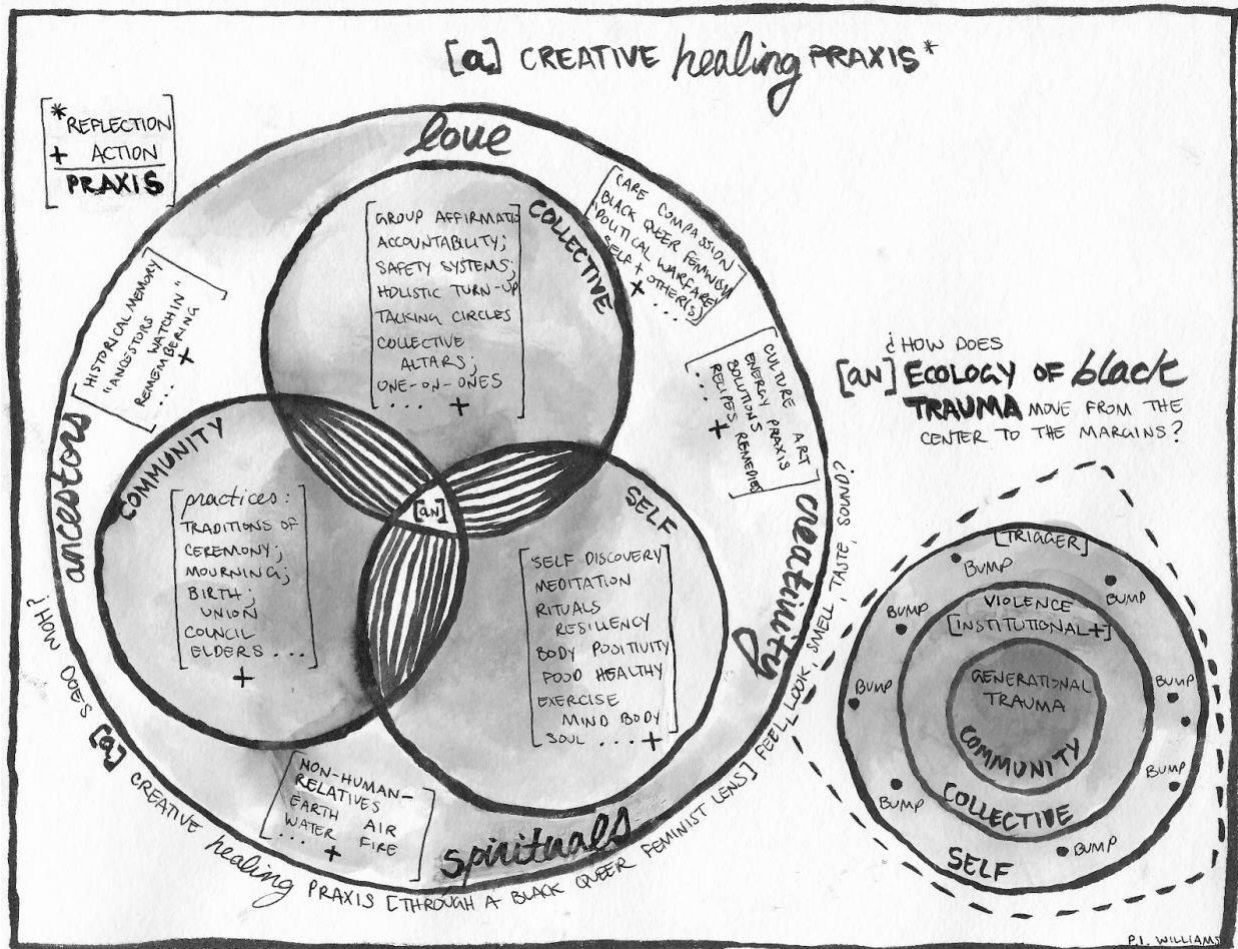 [a] CREATIVE healing PRAXIS*
*REFLECTION
+ ACTION
PRAXIS
love
COLLECTIVE
GROUP AFFIRMATIO
ACCOUNTABILITY;
SAFETY SYSTEMS;
HOLISTIC TURN-UP
TALKING CIRCLES
COLLECTIVE
ALTARS;
ONE-ON-ONES
... +
CARE COMPASSION
BLACK QUEER FEMINISM
"POLITICAL WARFARE"
SELF + OTHER(S)
+
...
HISTORICAL MEMORY
"ANCESTORS
WATCHIN"
REMEMBERING
.... +
ancestors
CULTURE ART
ENERGY PRAXIS
SOLUTIONS
RECIPES REMEDIES
... +
creativity
COMMUNITY
practices:
TRADITIONS OF
CEREMONY;
MOURNING;
BIRTH;
UNION
COUNCIL
ELDERS ...
+
[AN]
SELF
SELF DISCOVERY
MEDITATION
RITUALS
RESILIENCY
BODY POSITIVITY
FOOD HEALTHY
EXERCISE
MIND BODY
SOUL .... +
NON-HUMAN-
RELATIVES
EARTH AIR
WATER FIRE
.... +
spirituals
¿HOW DOES [a] CREATIVE healing PRAXIS [THROUGH A BLACK QUEER FEMINIST LENS] FEEL, LOOK, SMELL, TASTE, SOUND?
¿HOW DOES
[AN] ECOLOGY OF black
TRAUMA MOVE FROM THE
CENTER TO THE MARGINS?
[TRIGGER]
BUMP
BUMP
BUMP
VIOLENCE
[INSTITUTIONAL+]
GENERATIONAL
TRAUMA
COMMUNITY
BUMP
BUMP
BUMP
BUMP
COLLECTIVE
BUMP
SELF
P.I. WILLIAMS